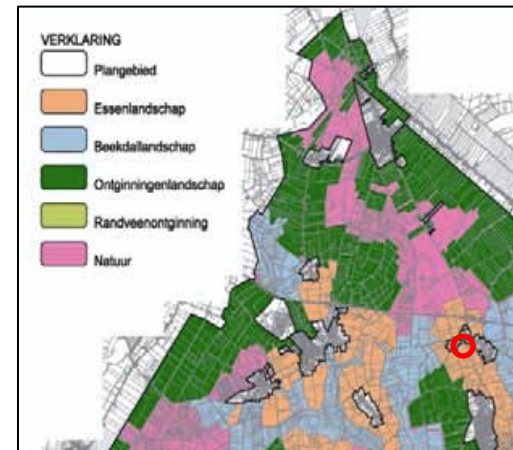 VERKLARING
Plangebied
Essenlandschap
Beekdallandschap
Ontginningenlandschap
Randveenontginning
Natuur